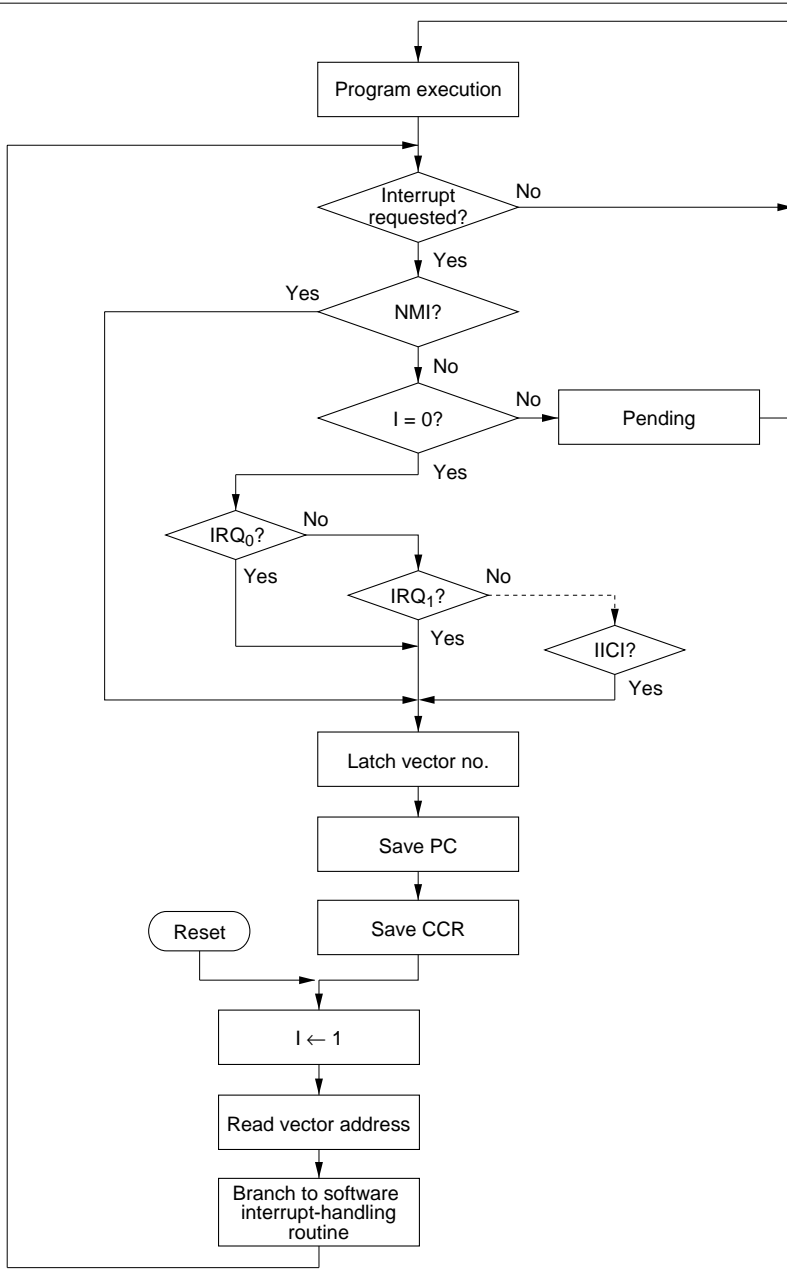 Program execution
Interrupt
requested?
No
Yes
Yes
NMI?
No
I = 0?
No
Pending
Yes
IRQ0?
No
Yes
IRQ1?
No
Yes
IICI?
Yes
Latch vector no.
Save PC
Save CCR
Reset
I ← 1
Read vector address
Branch to software
interrupt-handling
routine